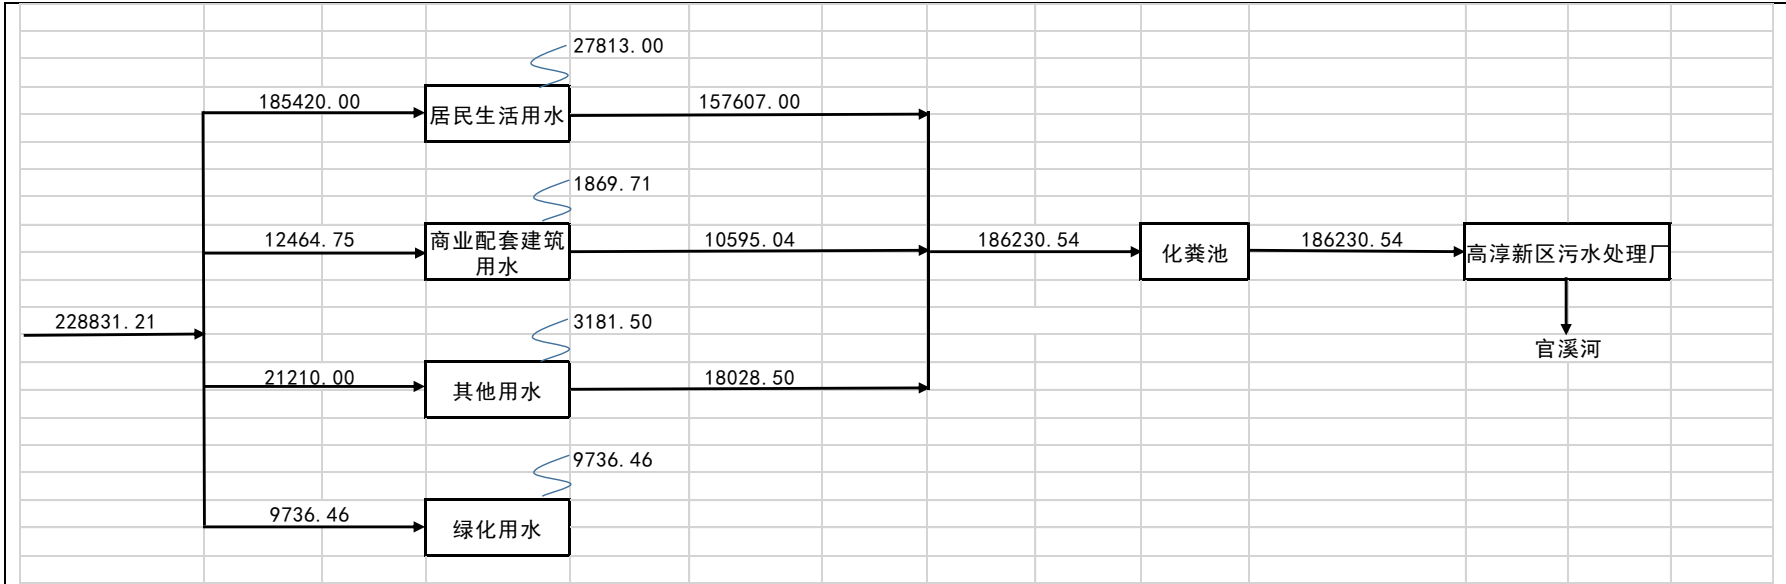 27813.00
185420.00
居民生活用水
157607.00
1869.71
12464.75
商业配套建筑
用水
10595.04
186230.54
化粪池
186230.54
高淳新区污水处理厂
228831.21
3181.50
官溪河
21210.00
其他用水
18028.50
9736.46
9736.46
绿化用水